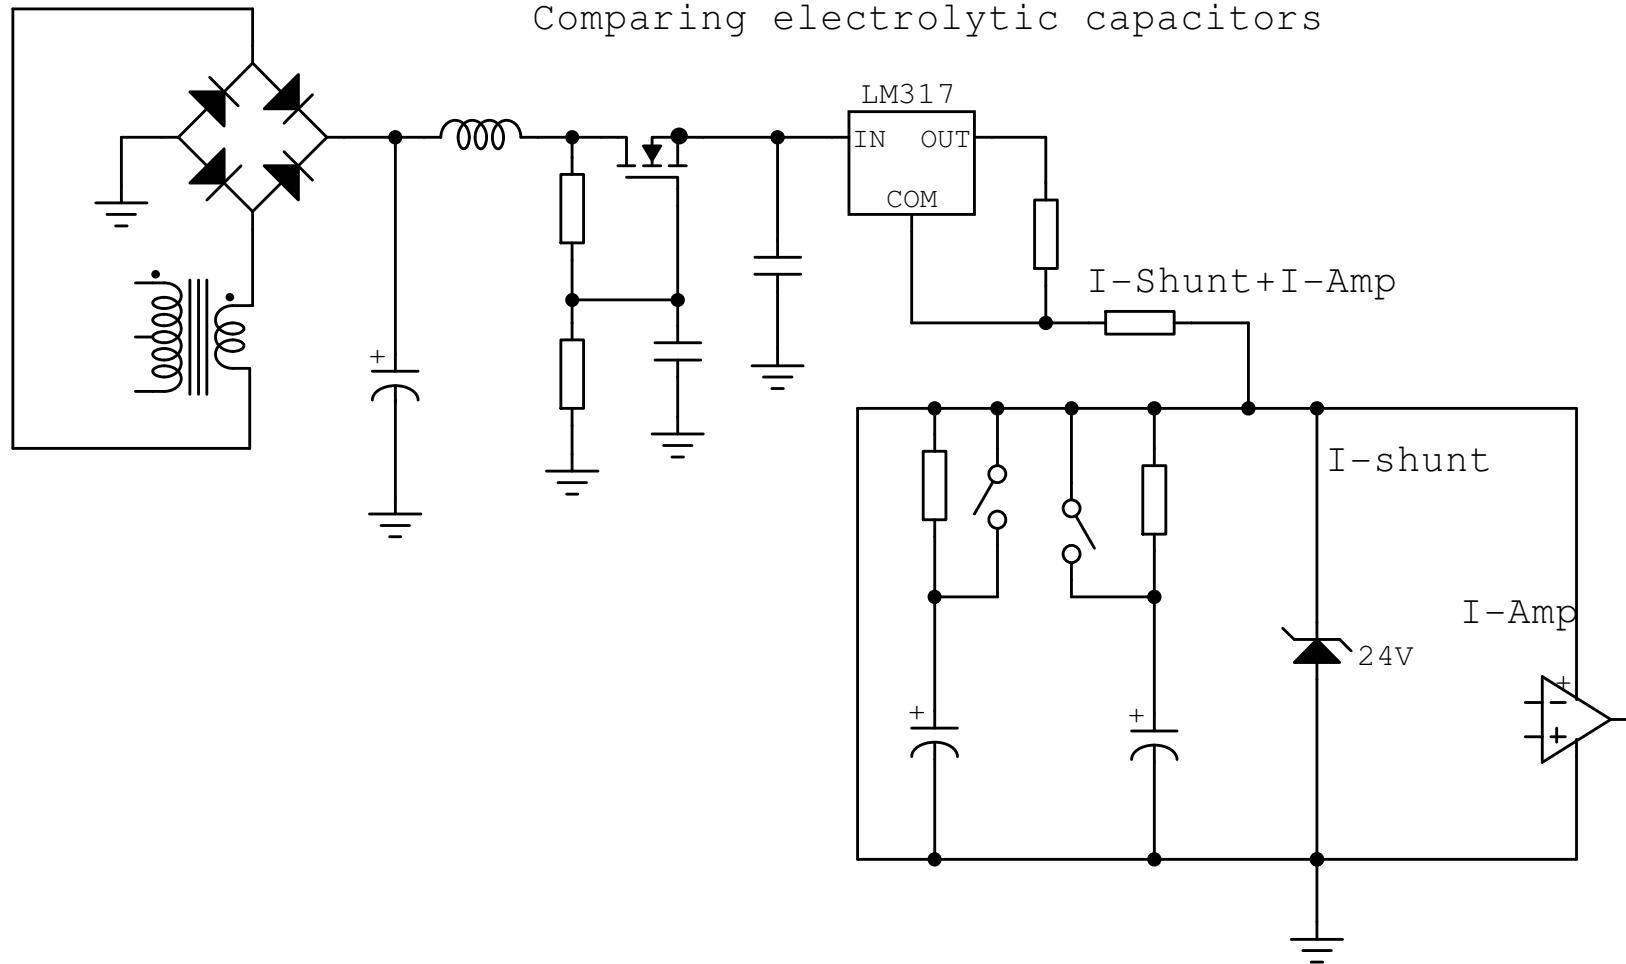 Comparing electrolytic capacitors
LM317
IN OUT
COM
I-Shunt+I-Amp
+
I-shunt
I-Amp
24V
+
+
+
-
+